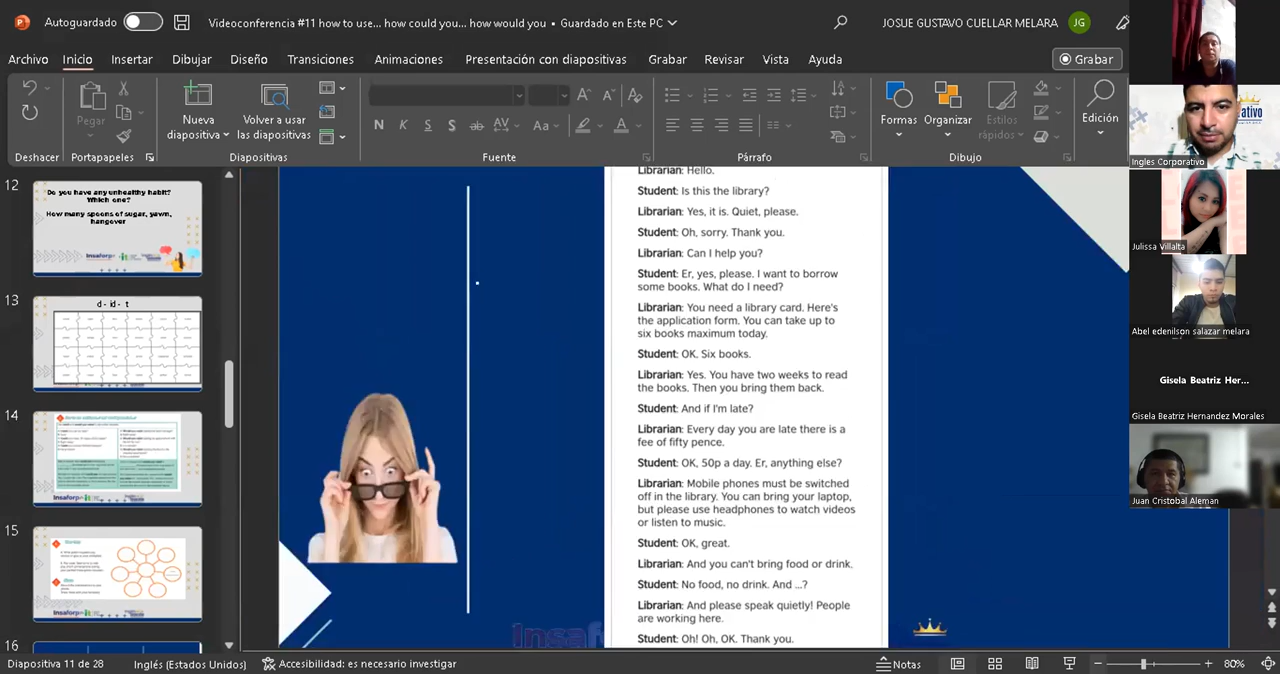 Autoguardado
Videoconferencia #11 how to use... how could you... how would you • Guardado en Este PC
JOSUE GUSTAVO CUELLAR MELARA
JG
Archivo Inicio Insertar Dibujar Diseño Transiciones Animaciones Presentación con diapositivas Grabar Revisar Vista Ayuda
Grabar
Pegar
Nueva
diapositiva
Volver a usar
las diapositivas
N K S S ab AV Aa A
Formas
Organizar
Estilos
rápidos
Edición
Deshacer
Portapapeles
Diapositivas
Fuente
Párrafo
Dibujo
12
Do you have any unhealthy habit?
Which one?
How many spoons of sugar, yawn,
hangover
Insaforp
13
d - id - t
14
Insaforp
15
Insaforp
16
Librarian: Hello.
Student: Is this the library?
Librarian: Yes, it is. Quiet, please.
Student: Oh, sorry. Thank you.
Librarian: Can I help you?
Student: Er, yes, please. I want to borrow
some books. What do I need?
Librarian: You need a library card. Here's
the application form. You can take up to
six books maximum today.
Student: OK. Six books.
Librarian: Yes. You have two weeks to read
the books. Then you bring them back.
Student: And if I'm late?
Librarian: Every day you are late there is a
fee of fifty pence.
Student: OK, 50p a day. Er, anything else?
Librarian: Mobile phones must be switched
off in the library. You can bring your laptop,
but please use headphones to watch videos
or listen to music.
Student: OK, great.
Librarian: And you can't bring food or drink.
Student: No food, no drink. And ...?
Librarian: And please speak quietly! People
are working here.
Student: Oh! Oh, OK. Thank you.
Insaf
ativo
Ingles Corporativo
Julissa Villalta
Abel edenilson salazar melara
Gisela Beatriz Her...
Gisela Beatriz Hernandez Morales
Juan Cristobal Aleman
Diapositiva 11 de 28
Inglés (Estados Unidos)
Accesibilidad: es necesario investigar
Notas
80%